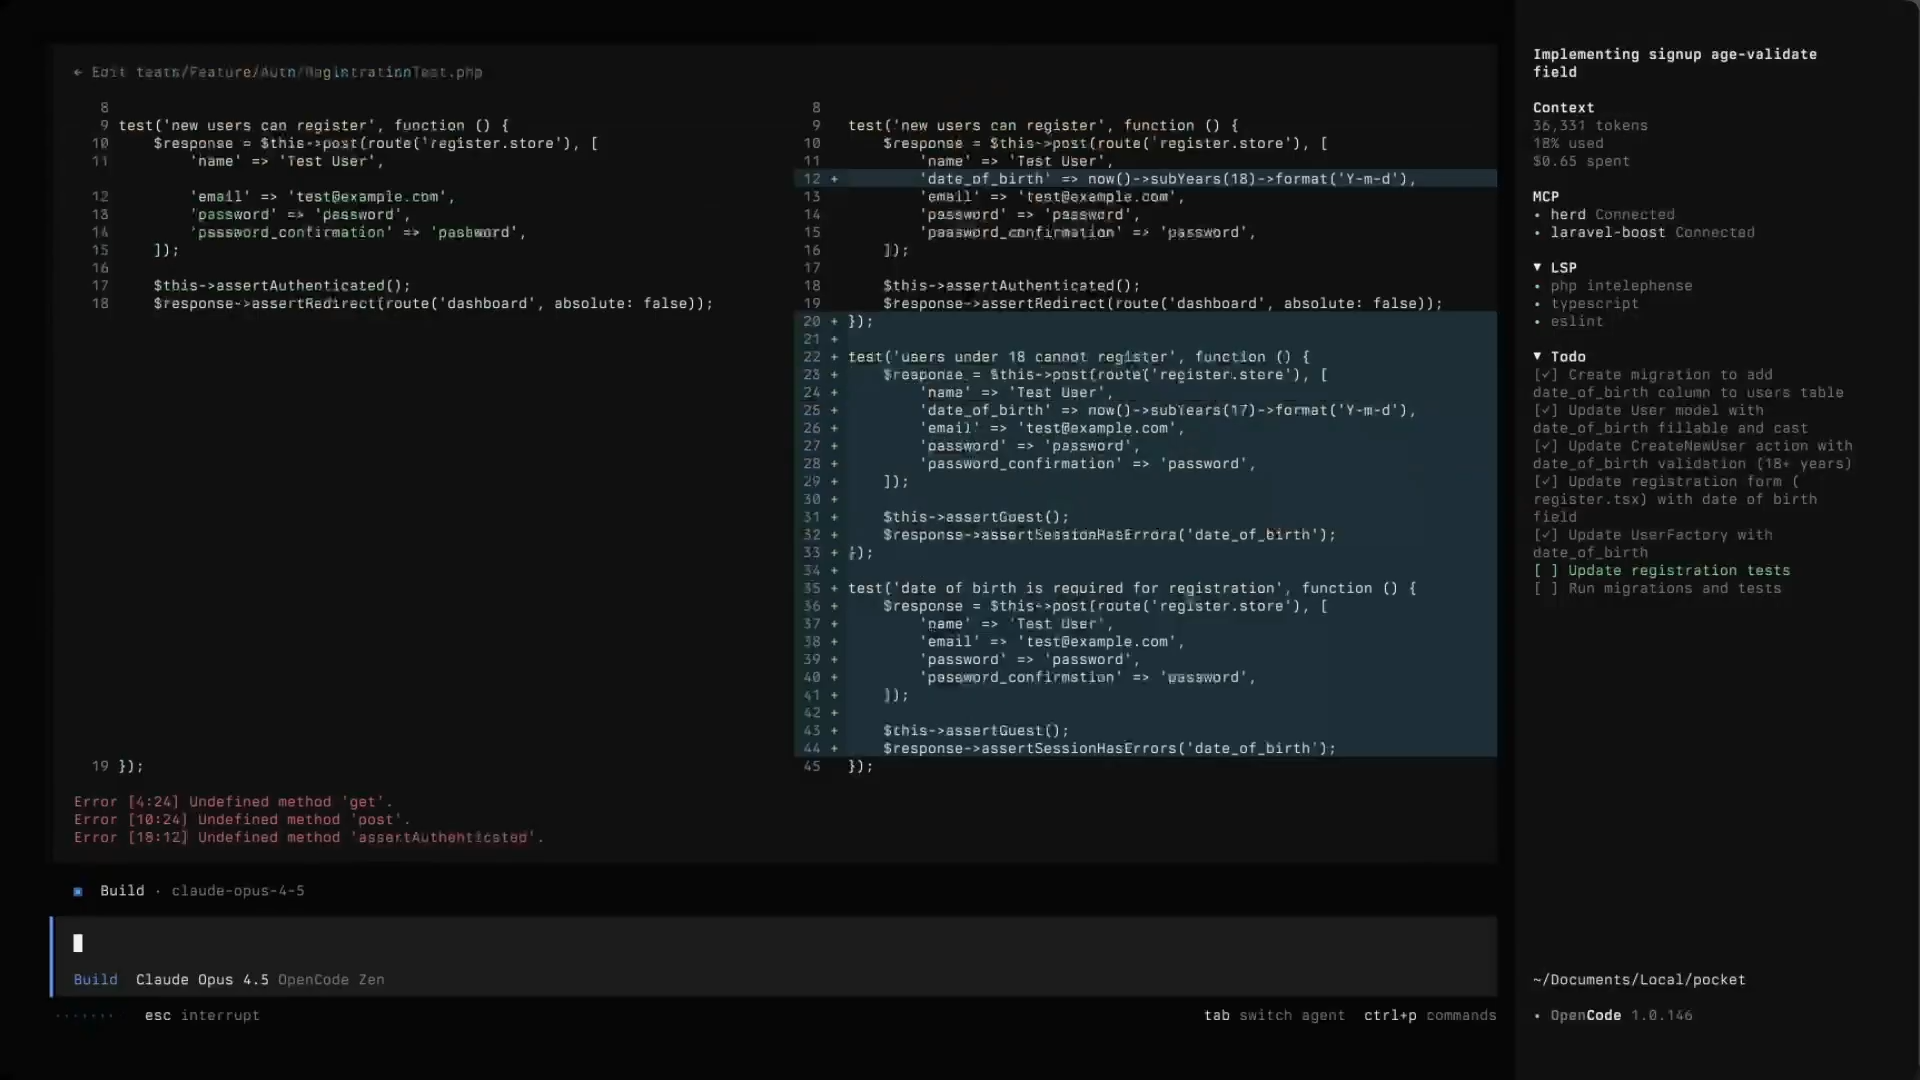 ← Edit tests/Feature/Auth/RegistrationTest.php
8
9 test('new users can register', function () {
10 $response = $this->post(route('register.store'), [
11 'name' => 'Test User',
12 'email' => 'test@example.com',
13 'password' => 'password',
14 'password_confirmation' => 'password',
15 ]);
16
17 $this->assertAuthenticated();
18 $response->assertRedirect(route('dashboard', absolute: false));
19 });
8
9 test('new users can register', function () {
10 $response = $this->post(route('register.store'), [
11 'name' => 'Test User',
12 + 'date_of_birth' => now()->subYears(18)->format('Y-m-d'),
13 'email' => 'test@example.com',
14 'password' => 'password',
15 'password_confirmation' => 'password',
16 ]);
17
18 $this->assertAuthenticated();
19 $response->assertRedirect(route('dashboard', absolute: false));
20 + });
21 +
22 + test('users under 18 cannot register', function () {
23 + $response = $this->post(route('register.store'), [
24 + 'name' => 'Test User',
25 + 'date_of_birth' => now()->subYears(17)->format('Y-m-d'),
26 + 'email' => 'test@example.com',
27 + 'password' => 'password',
28 + 'password_confirmation' => 'password',
29 + ]);
30 +
31 + $this->assertGuest();
32 + $response->assertSessionHasErrors('date_of_birth');
33 + });
34 +
35 + test('date of birth is required for registration', function () {
36 + $response = $this->post(route('register.store'), [
37 + 'name' => 'Test User',
38 + 'email' => 'test@example.com',
39 + 'password' => 'password',
40 + 'password_confirmation' => 'password',
41 + ]);
42 +
43 + $this->assertGuest();
44 + $response->assertSessionHasErrors('date_of_birth');
45 });
Error [4:24] Undefined method 'get'.
Error [10:24] Undefined method 'post'.
Error [18:12] Undefined method 'assertAuthenticated'.
▣ Build · claude-opus-4-5
Build Claude Opus 4.5 OpenCode Zen
esc interrupt
tab switch agent ctrl+p commands
Implementing signup age-validate
field
Context
36,331 tokens
18% used
$0.65 spent
MCP
• herd Connected
• laravel-boost Connected
▼ LSP
• php intelephense
• typescript
• eslint
▼ Todo
[✓] Create migration to add
date_of_birth column to users table
[✓] Update User model with
date_of_birth fillable and cast
[✓] Update CreateNewUser action with
date_of_birth validation (18+ years)
[✓] Update registration form (
register.tsx) with date of birth
field
[✓] Update UserFactory with
date_of_birth
[ ] Update registration tests
[ ] Run migrations and tests
~/Documents/Local/pocket
• OpenCode 1.0.146